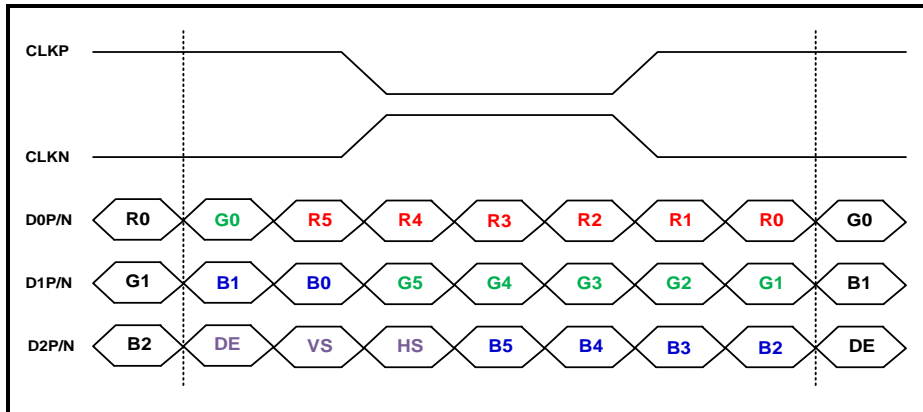 CLKP
CLKN
D0P/N R0 G0 R5 R4 R3 R2 R1 R0 G0
D1P/N G1 B1 B0 G5 G4 G3 G2 G1 B1
D2P/N B2 DE VS HS B5 B4 B3 B2 DE